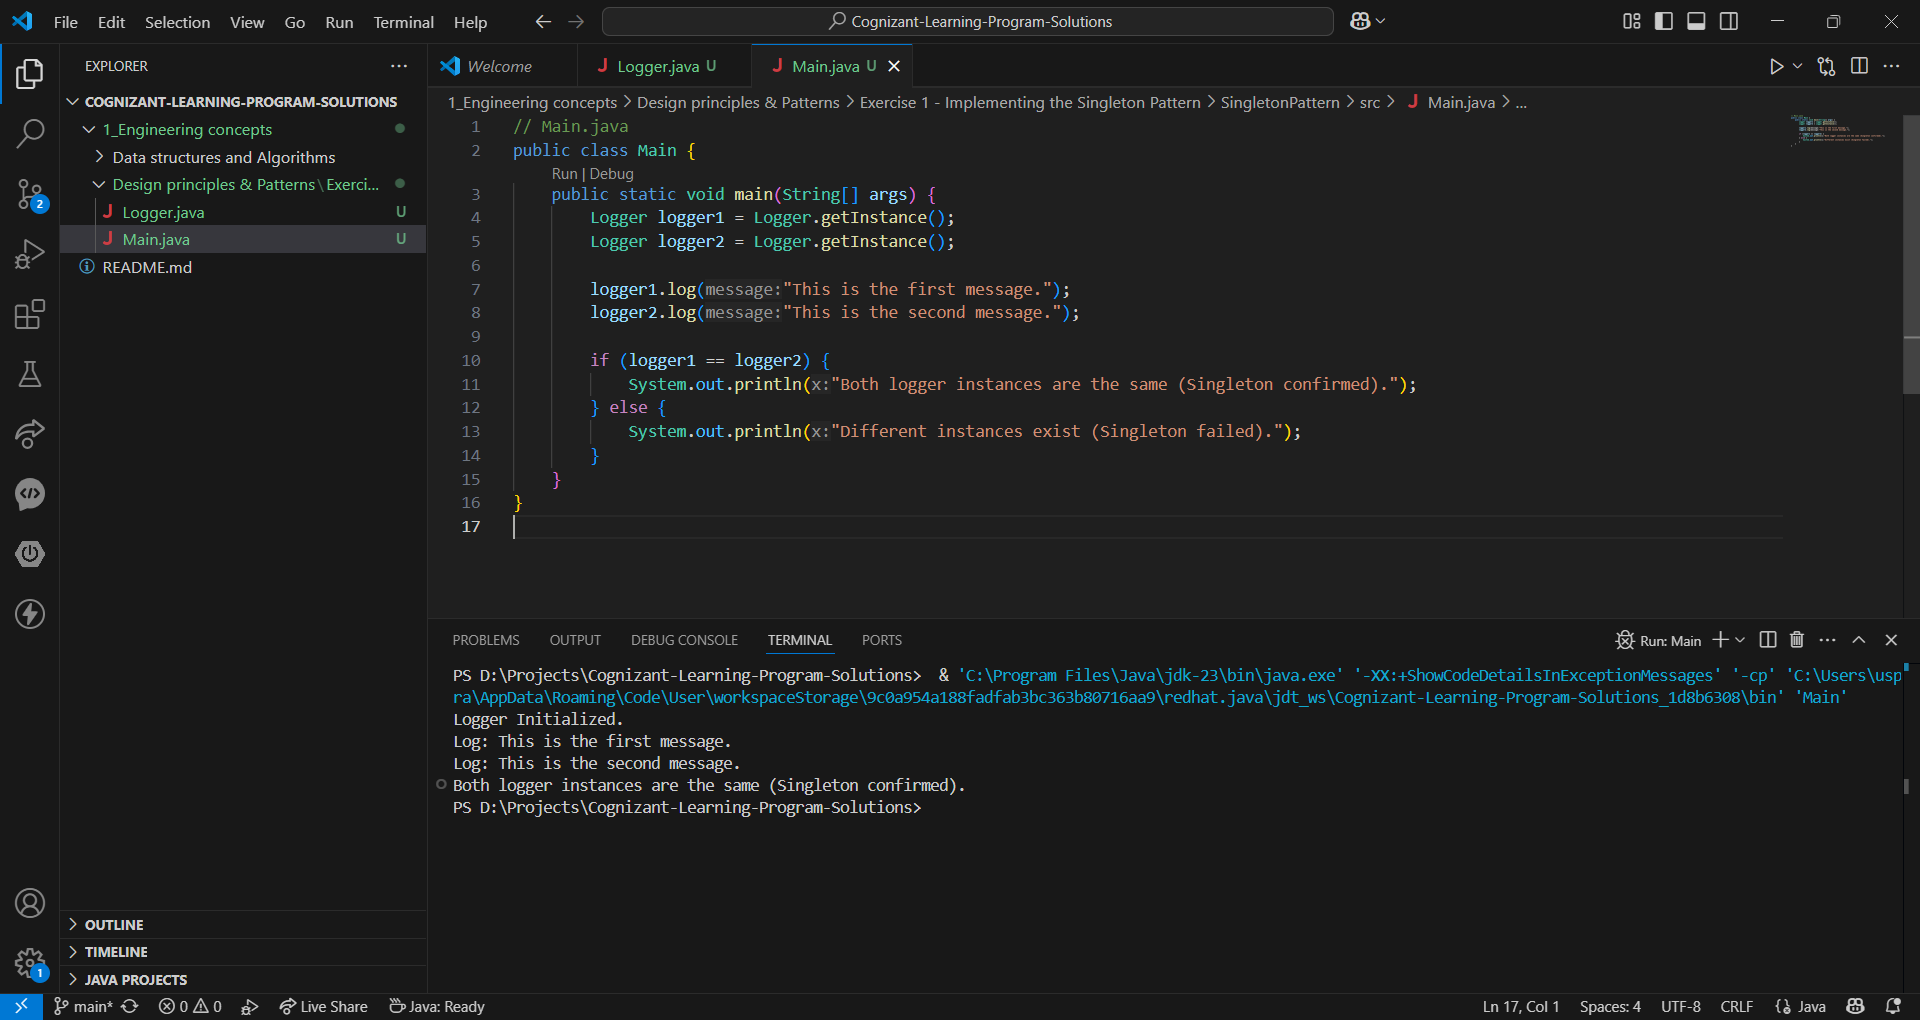 File Edit Selection View Go Run Terminal Help
Cognizant-Learning-Program-Solutions
EXPLORER
COGNIZANT-LEARNING-PROGRAM-SOLUTIONS
1_Engineering concepts
Data structures and Algorithms
Design principles & Patterns\Exerci...
J Logger.java U
J Main.java U
README.md
OUTLINE
TIMELINE
JAVA PROJECTS
2
1
Welcome
J Logger.java U
J Main.java U
1_Engineering concepts > Design principles & Patterns > Exercise 1 - Implementing the Singleton Pattern > SingletonPattern > src > J Main.java > ...
1 // Main.java
2 public class Main {
Run | Debug
3 public static void main(String[] args) {
4 Logger logger1 = Logger.getInstance();
5 Logger logger2 = Logger.getInstance();
6
7 logger1.log(message:"This is the first message.");
8 logger2.log(message:"This is the second message.");
9
10 if (logger1 == logger2) {
11 System.out.println(x:"Both logger instances are the same (Singleton confirmed).");
12 } else {
13 System.out.println(x:"Different instances exist (Singleton failed).");
14 }
15 }
16 }
17
PROBLEMS OUTPUT DEBUG CONSOLE TERMINAL PORTS
Run: Main
PS D:\Projects\Cognizant-Learning-Program-Solutions> & 'C:\Program Files\Java\jdk-23\bin\java.exe' '-XX:+ShowCodeDetailsInExceptionMessages' '-cp' 'C:\Users\usp
ra\AppData\Roaming\Code\User\workspaceStorage\9c0a954a188fadfab3bc363b80716aa9\redhat.java\jdt_ws\Cognizant-Learning-Program-Solutions_1d8b6308\bin' 'Main'
Logger Initialized.
Log: This is the first message.
Log: This is the second message.
Both logger instances are the same (Singleton confirmed).
PS D:\Projects\Cognizant-Learning-Program-Solutions>
main* 0 0 Live Share Java: Ready
Ln 17, Col 1 Spaces: 4 UTF-8 CRLF Java